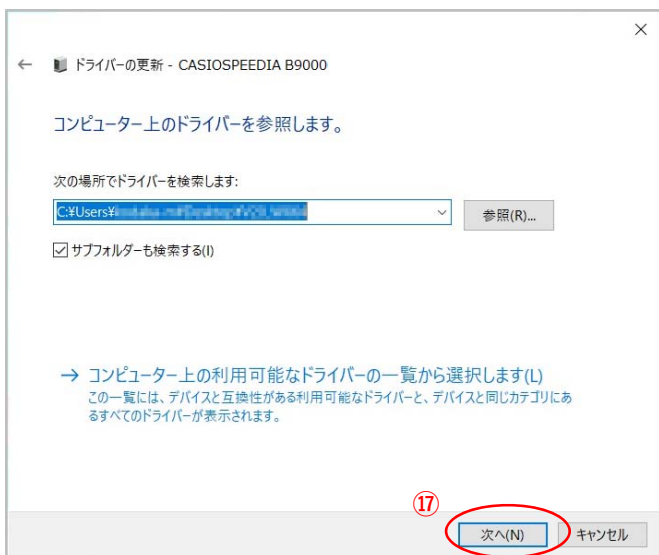 ← ドライバーの更新 - CASIOSPEEDIA B9000
コンピューター上のドライバーを参照します。
次の場所でドライバーを検索します:
C:¥Users¥
参照(R)...
サブフォルダーも検索する(I)
→ コンピューター上の利用可能なドライバーの一覧から選択します(L)
この一覧には、デバイスと互換性がある利用可能なドライバーと、デバイスと同じカテゴリにあ
るすべてのドライバーが表示されます。
⑰
次へ(N) キャンセル